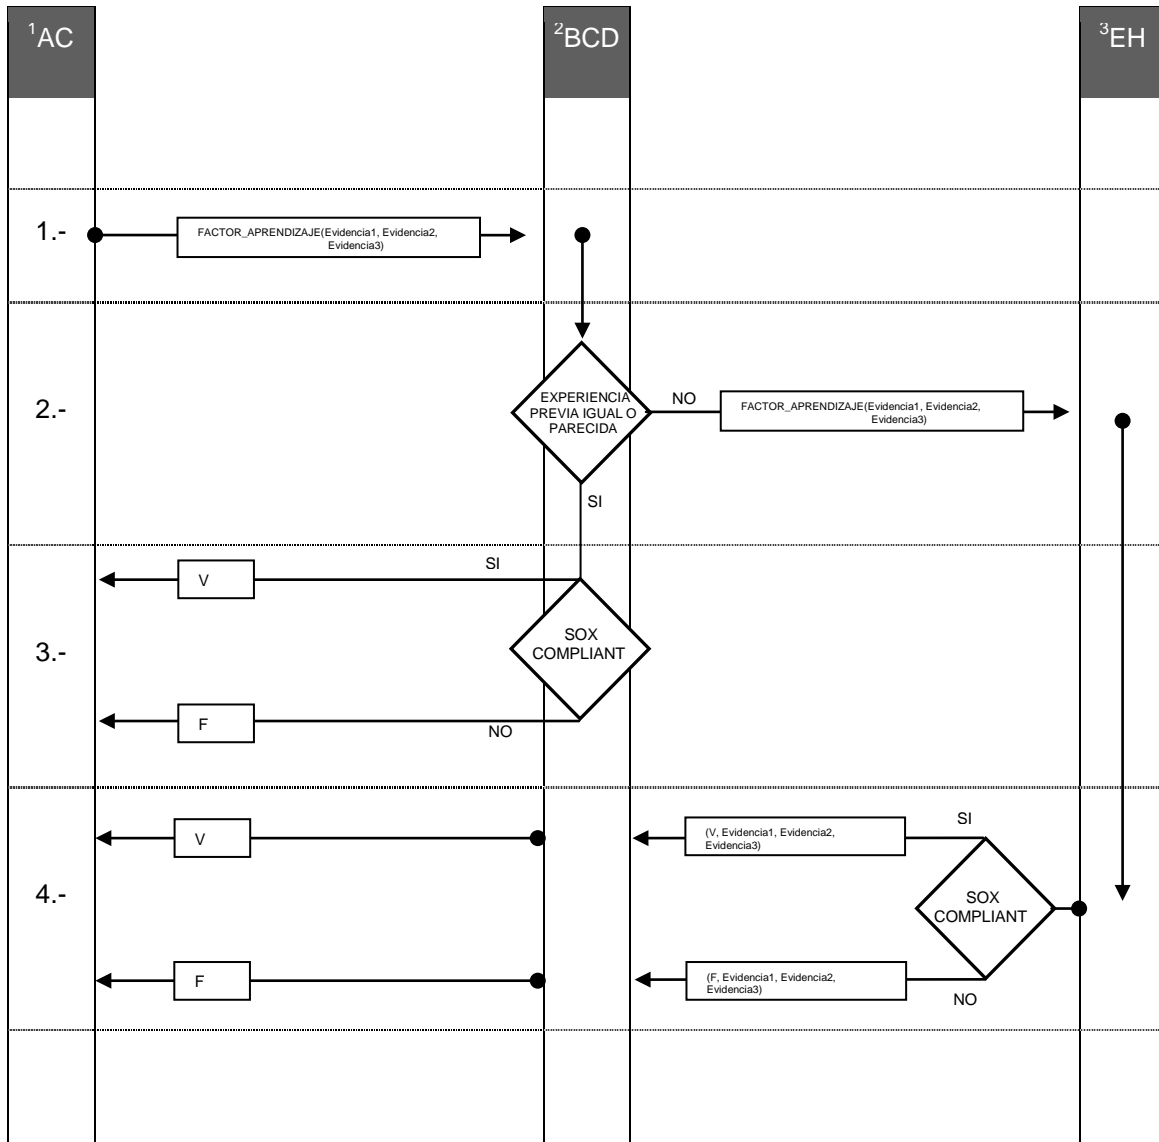 ¹AC
²BCD
³EH
1.-
FACTOR_APRENDIZAJE(Evidencia1, Evidencia2,
Evidencia3)
2.-
EXPERIENCIA
PREVIA IGUAL O
PARECIDA
NO
FACTOR_APRENDIZAJE(Evidencia1, Evidencia2,
Evidencia3)
SI
SI
V
3.-
SOX
COMPLIANT
F
NO
V
(V, Evidencia1, Evidencia2,
Evidencia3)
SI
4.-
SOX
COMPLIANT
F
(F, Evidencia1, Evidencia2,
Evidencia3)
NO